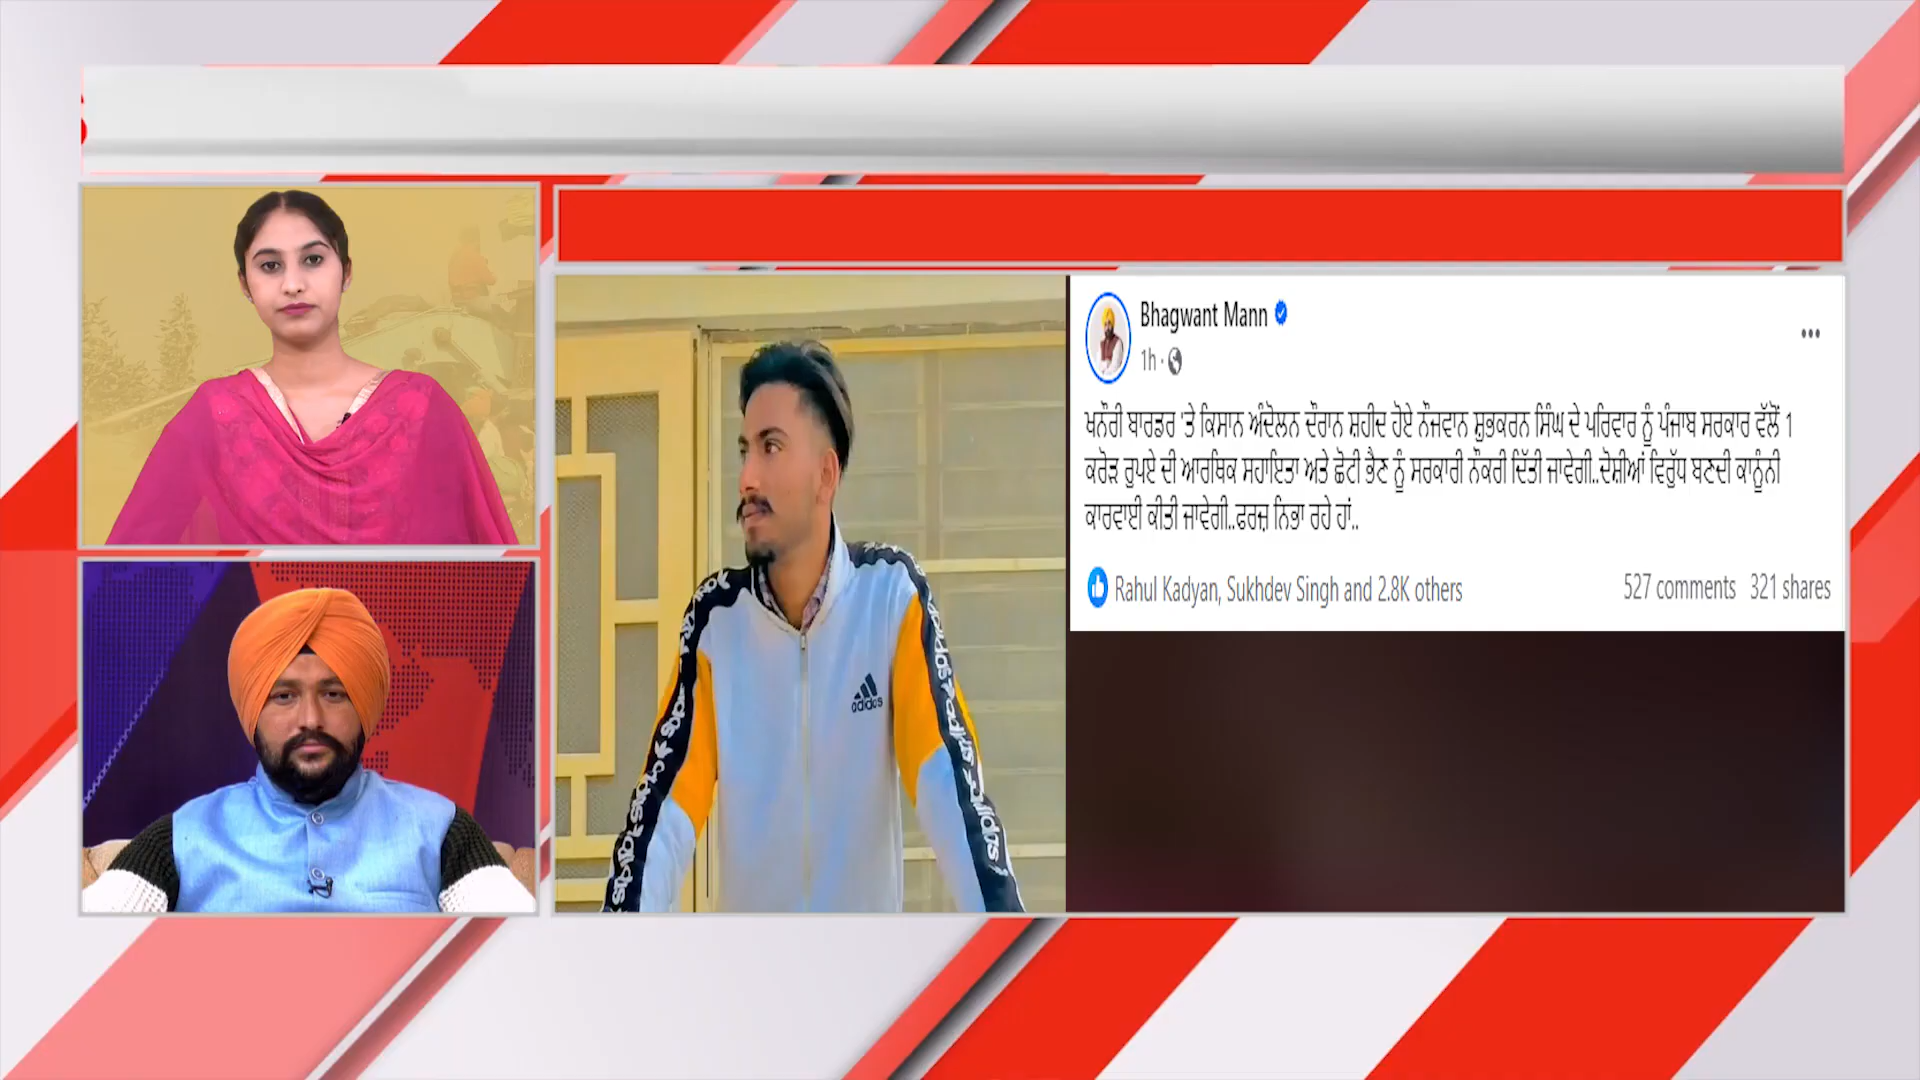 Bhagwant Mann
1h ·
ਖਨੌਰੀ ਬਾਰਡਰ 'ਤੇ ਕਿਸਾਨ ਅੰਦੋਲਨ ਦੌਰਾਨ ਸ਼ਹੀਦ ਹੋਏ ਨੌਜਵਾਨ ਸ਼ੁਭਕਰਨ ਸਿੰਘ ਦੇ ਪਰਿਵਾਰ ਨੂੰ ਪੰਜਾਬ ਸਰਕਾਰ ਵੱਲੋਂ 1
ਕਰੋੜ ਰੁਪਏ ਦੀ ਆਰਥਿਕ ਸਹਾਇਤਾ ਅਤੇ ਛੋਟੀ ਭੈਣ ਨੂੰ ਸਰਕਾਰੀ ਨੌਕਰੀ ਦਿੱਤੀ ਜਾਵੇਗੀ..ਦੋਸ਼ੀਆਂ ਵਿਰੁੱਧ ਬਣਦੀ ਕਾਨੂੰਨੀ
ਕਾਰਵਾਈ ਕੀਤੀ ਜਾਵੇਗੀ..ਫਰਜ਼ ਨਿਭਾ ਰਹੇ ਹਾਂ..
Rahul Kadyan, Sukhdev Singh and 2.8K others
527 comments 321 shares
adidas